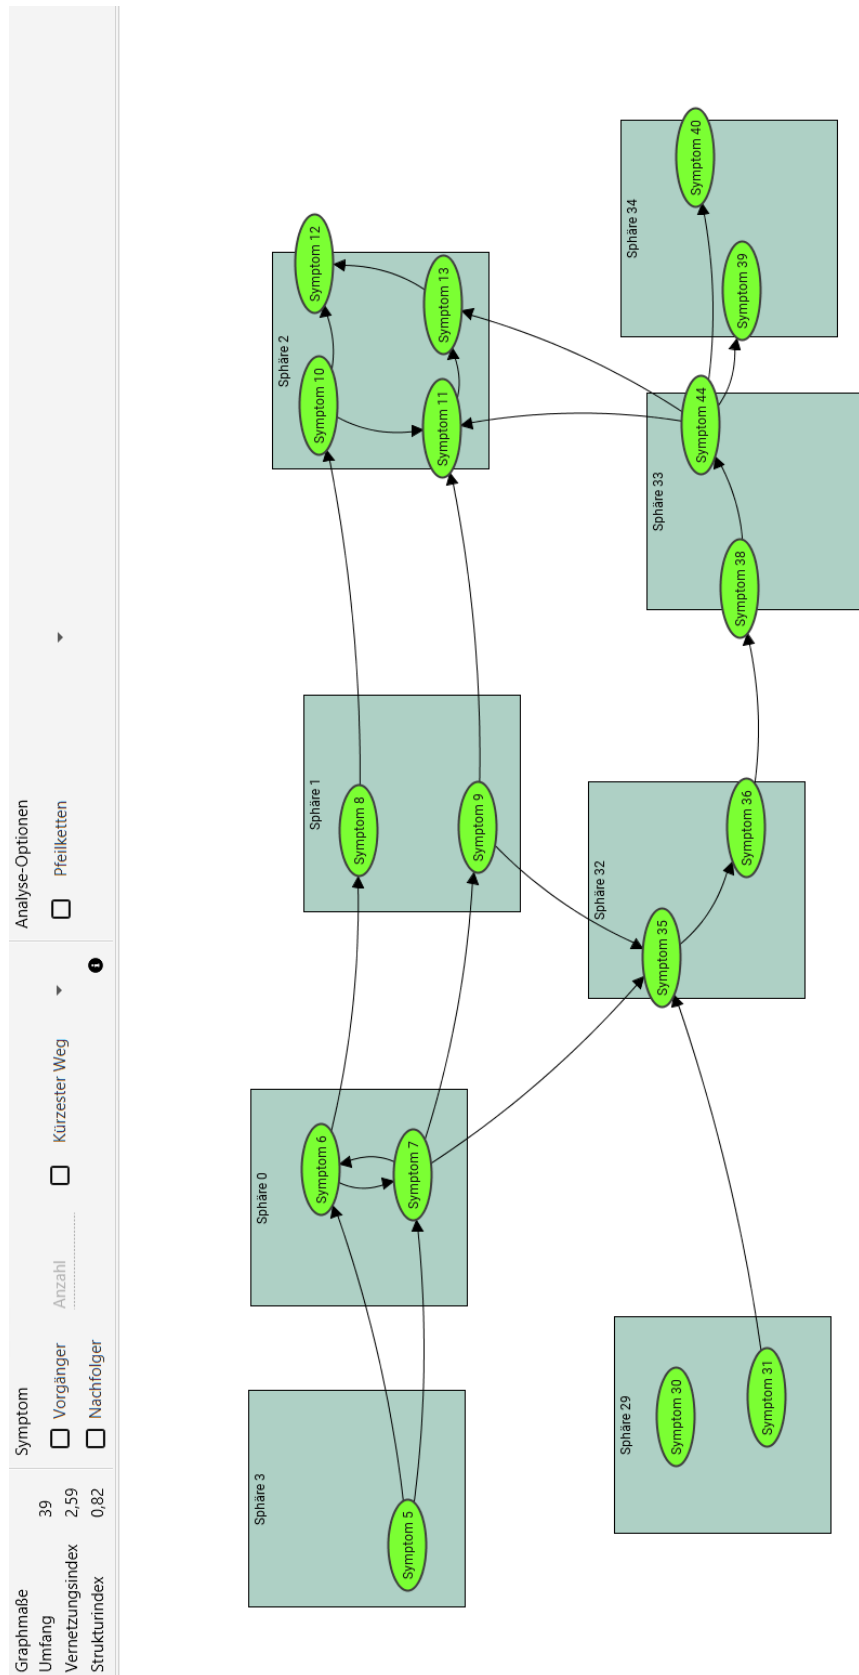 Graphmaße
Umfang 39
Vernetzungsindex 2,59
Strukturindex 0,82
Symptom
Vorgänger Anzahl
Nachfolger
Kürzester Weg
Analyse-Optionen
Pfeilketten
Sphäre 3
Symptom 5
Sphäre 0
Symptom 6
Symptom 7
Sphäre 1
Symptom 8
Symptom 9
Sphäre 2
Symptom 10
Symptom 12
Symptom 11
Symptom 13
Sphäre 29
Symptom 30
Symptom 31
Sphäre 32
Symptom 35
Symptom 36
Sphäre 33
Symptom 38
Symptom 44
Sphäre 34
Symptom 39
Symptom 40